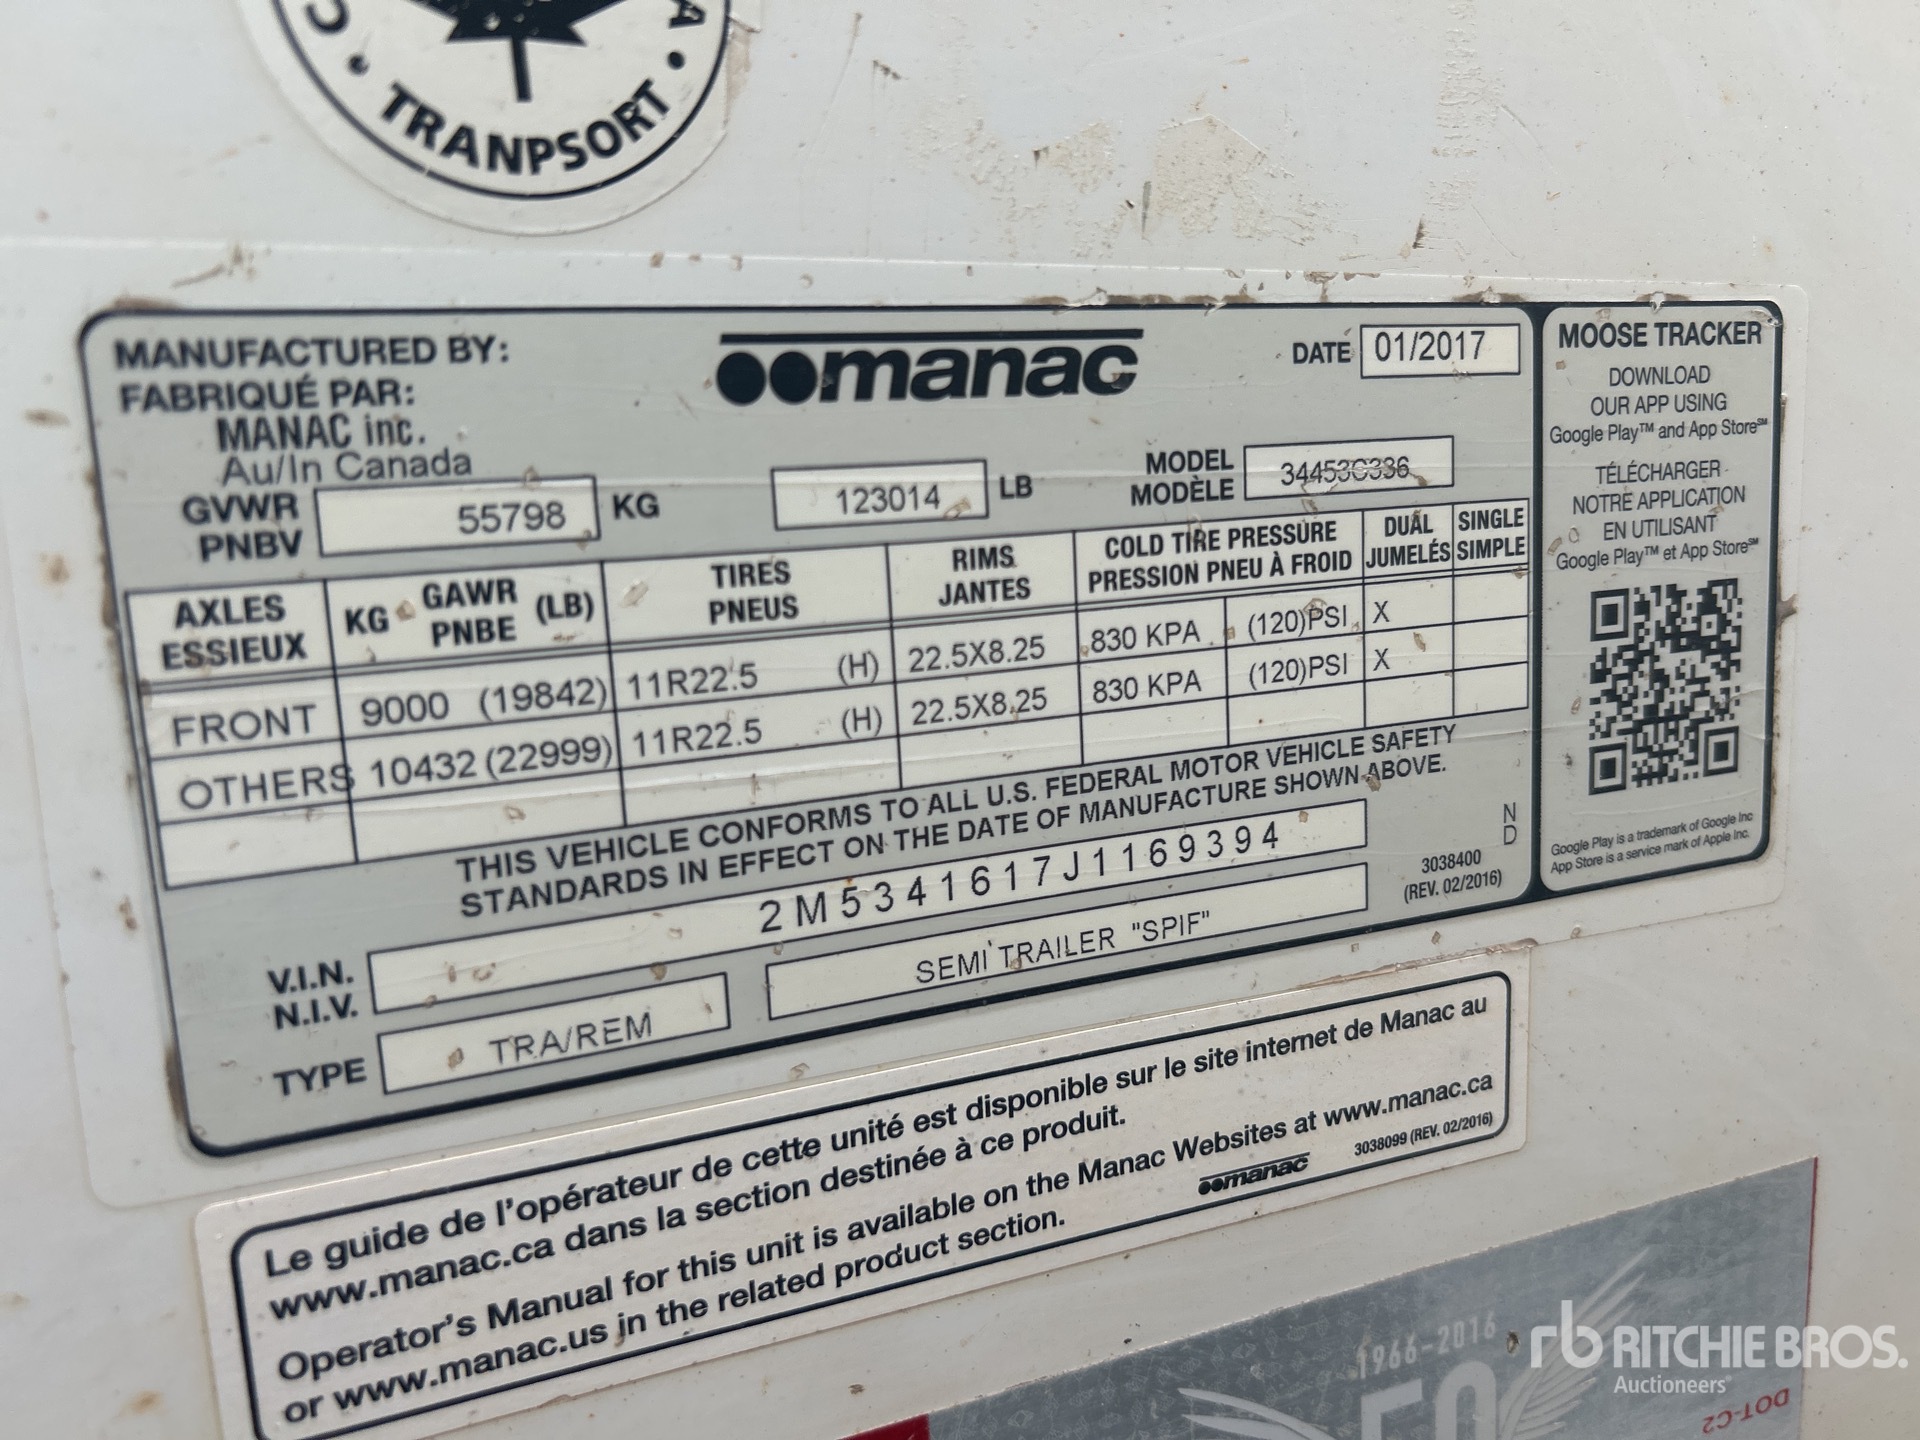 TRANPSORT
MANUFACTURED BY:
FABRIQUÉ PAR:
MANAC inc.
Au/In Canada
manac
DATE 01/2017
GVWR
PNBV
55798 KG
123014 LB
MODEL
MODÈLE
34453C336
AXLES
ESSIEUX
KG GAWR (LB)
PNBE
TIRES
PNEUS
RIMS
JANTES
COLD TIRE PRESSURE
PRESSION PNEU À FROID
DUAL
JUMELÉS
SINGLE
SIMPLE
FRONT 9000 (19842) 11R22.5 (H) 22.5X8.25 830 KPA (120)PSI X
OTHERS 10432 (22999) 11R22.5 (H) 22.5X8.25 830 KPA (120)PSI X
THIS VEHICLE CONFORMS TO ALL U.S. FEDERAL MOTOR VEHICLE SAFETY
STANDARDS IN EFFECT ON THE DATE OF MANUFACTURE SHOWN ABOVE.
V.I.N.
N.I.V.
2M5341617J1169394
TYPE TRA/REM
SEMI TRAILER "SPIF"
N
D
3038400
(REV. 02/2016)
MOOSE TRACKER
DOWNLOAD
OUR APP USING
Google Play™ and App Store℠
TÉLÉCHARGER
NOTRE APPLICATION
EN UTILISANT
Google Play™ et App Store℠
Google Play is a trademark of Google Inc
App Store is a service mark of Apple Inc.
Le guide de l'opérateur de cette unité est disponible sur le site internet de Manac au
www.manac.ca dans la section destinée à ce produit.
Operator's Manual for this unit is available on the Manac Websites at www.manac.ca
or www.manac.us in the related product section.
manac
3038099 (REV. 02/2016)
1966-2016
50
DOT-C2
rb RITCHIE BROS.
Auctioneers